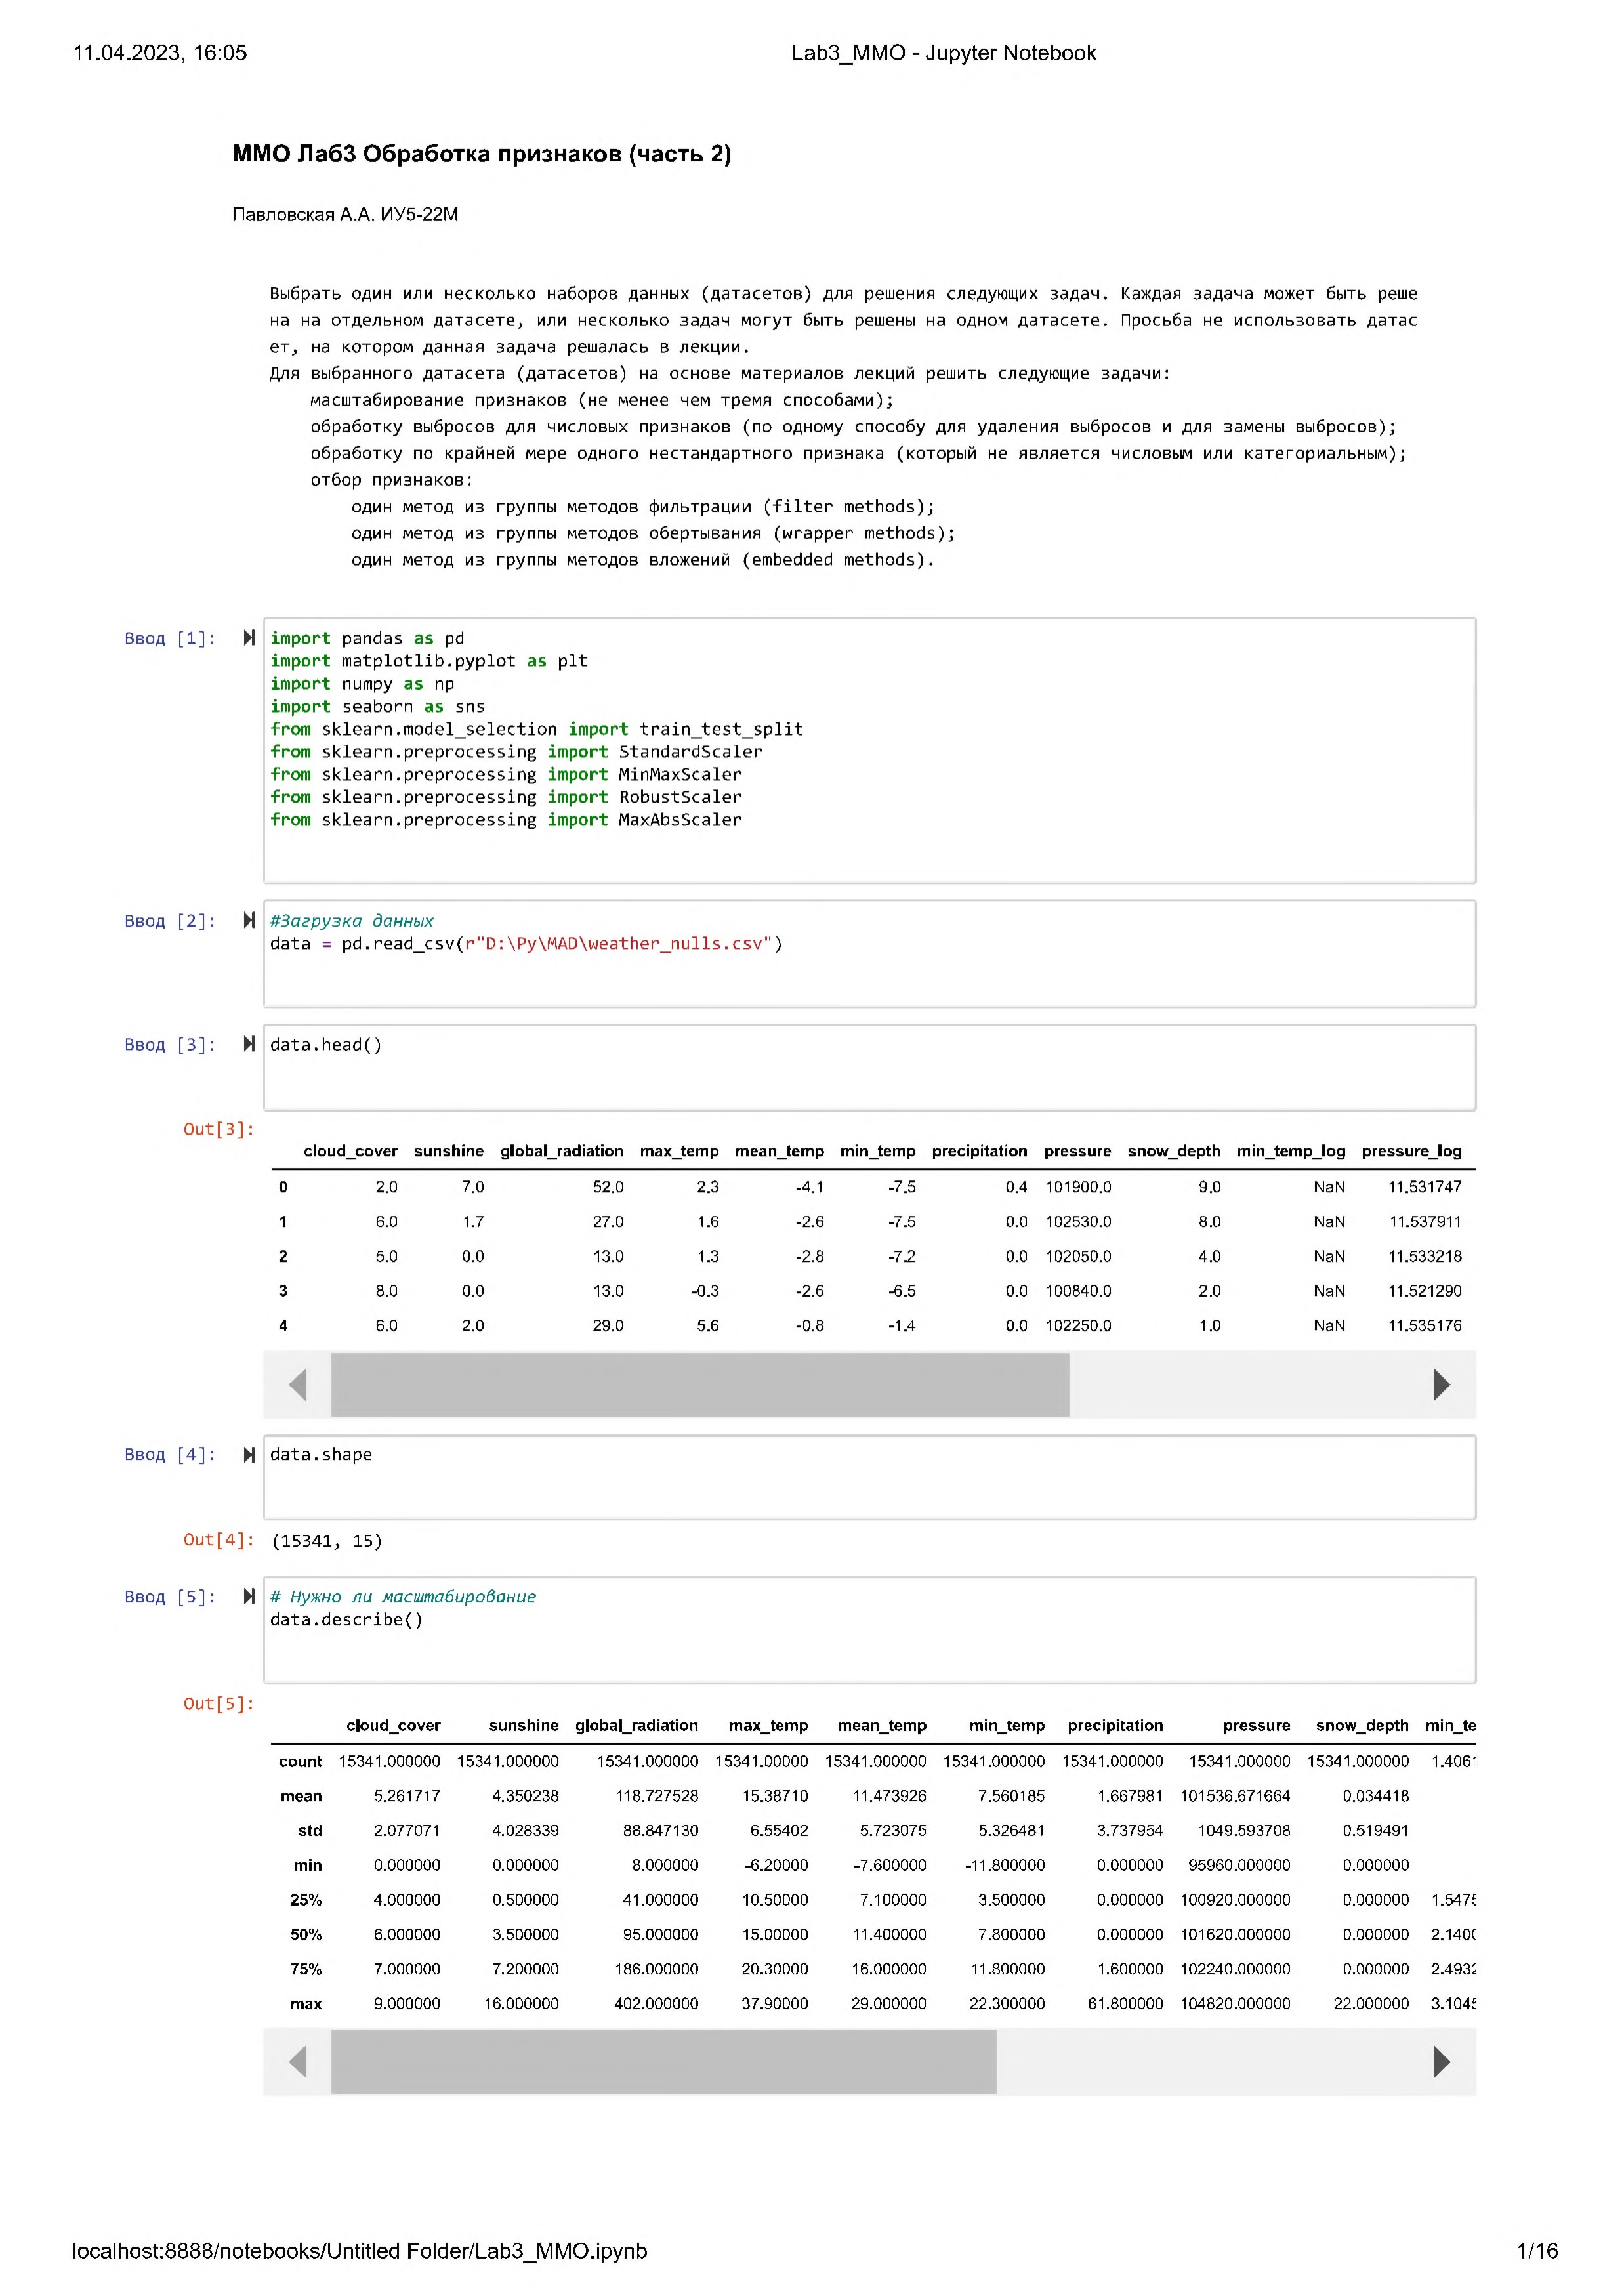 11.04.2023, 16:05 Lab3_MMO - Jupyter Notebook
ММО Лаб3 Обработка признаков (часть 2)
Павловская А.А. ИУ5-22М
Выбрать один или несколько наборов данных (датасетов) для решения следующих задач. Каждая задача может быть реше
на на отдельном датасете, или несколько задач могут быть решены на одном датасете. Просьба не использовать датас
ет, на котором данная задача решалась в лекции.
Для выбранного датасета (датасетов) на основе материалов лекций решить следующие задачи:
масштабирование признаков (не менее чем тремя способами);
обработку выбросов для числовых признаков (по одному способу для удаления выбросов и для замены выбросов);
обработку по крайней мере одного нестандартного признака (который не является числовым или категориальным);
отбор признаков:
один метод из группы методов фильтрации (filter methods);
один метод из группы методов обертывания (wrapper methods);
один метод из группы методов вложений (embedded methods).
Ввод [1]: import pandas as pd
import matplotlib.pyplot as plt
import numpy as np
import seaborn as sns
from sklearn.model_selection import train_test_split
from sklearn.preprocessing import StandardScaler
from sklearn.preprocessing import MinMaxScaler
from sklearn.preprocessing import RobustScaler
from sklearn.preprocessing import MaxAbsScaler
Ввод [2]: #Загрузка данных
data = pd.read_csv(r"D:\Py\MAD\weather_nulls.csv")
Ввод [3]: data.head()
Out[3]:
cloud_cover sunshine global_radiation max_temp mean_temp min_temp precipitation pressure snow_depth min_temp_log pressure_log
0 2.0 7.0 52.0 2.3 -4.1 -7.5 0.4 101900.0 9.0 NaN 11.531747
1 6.0 1.7 27.0 1.6 -2.6 -7.5 0.0 102530.0 8.0 NaN 11.537911
2 5.0 0.0 13.0 1.3 -2.8 -7.2 0.0 102050.0 4.0 NaN 11.533218
3 8.0 0.0 13.0 -0.3 -2.6 -6.5 0.0 100840.0 2.0 NaN 11.521290
4 6.0 2.0 29.0 5.6 -0.8 -1.4 0.0 102250.0 1.0 NaN 11.535176
Ввод [4]: data.shape
Out[4]: (15341, 15)
Ввод [5]: # Нужно ли масштабирование
data.describe()
Out[5]:
cloud_cover sunshine global_radiation max_temp mean_temp min_temp precipitation pressure snow_depth min_te
count 15341.000000 15341.000000 15341.000000 15341.00000 15341.000000 15341.000000 15341.000000 15341.000000 15341.000000 1.4061
mean 5.261717 4.350238 118.727528 15.38710 11.473926 7.560185 1.667981 101536.671664 0.034418
std 2.077071 4.028339 88.847130 6.55402 5.723075 5.326481 3.737954 1049.593708 0.519491
min 0.000000 0.000000 8.000000 -6.20000 -7.600000 -11.800000 0.000000 95960.000000 0.000000
25% 4.000000 0.500000 41.000000 10.50000 7.100000 3.500000 0.000000 100920.000000 0.000000 1.5475
50% 6.000000 3.500000 95.000000 15.00000 11.400000 7.800000 0.000000 101620.000000 0.000000 2.1400
75% 7.000000 7.200000 186.000000 20.30000 16.000000 11.800000 1.600000 102240.000000 0.000000 2.4932
max 9.000000 16.000000 402.000000 37.90000 29.000000 22.300000 61.800000 104820.000000 22.000000 3.1045
localhost:8888/notebooks/Untitled Folder/Lab3_MMO.ipynb 1/16